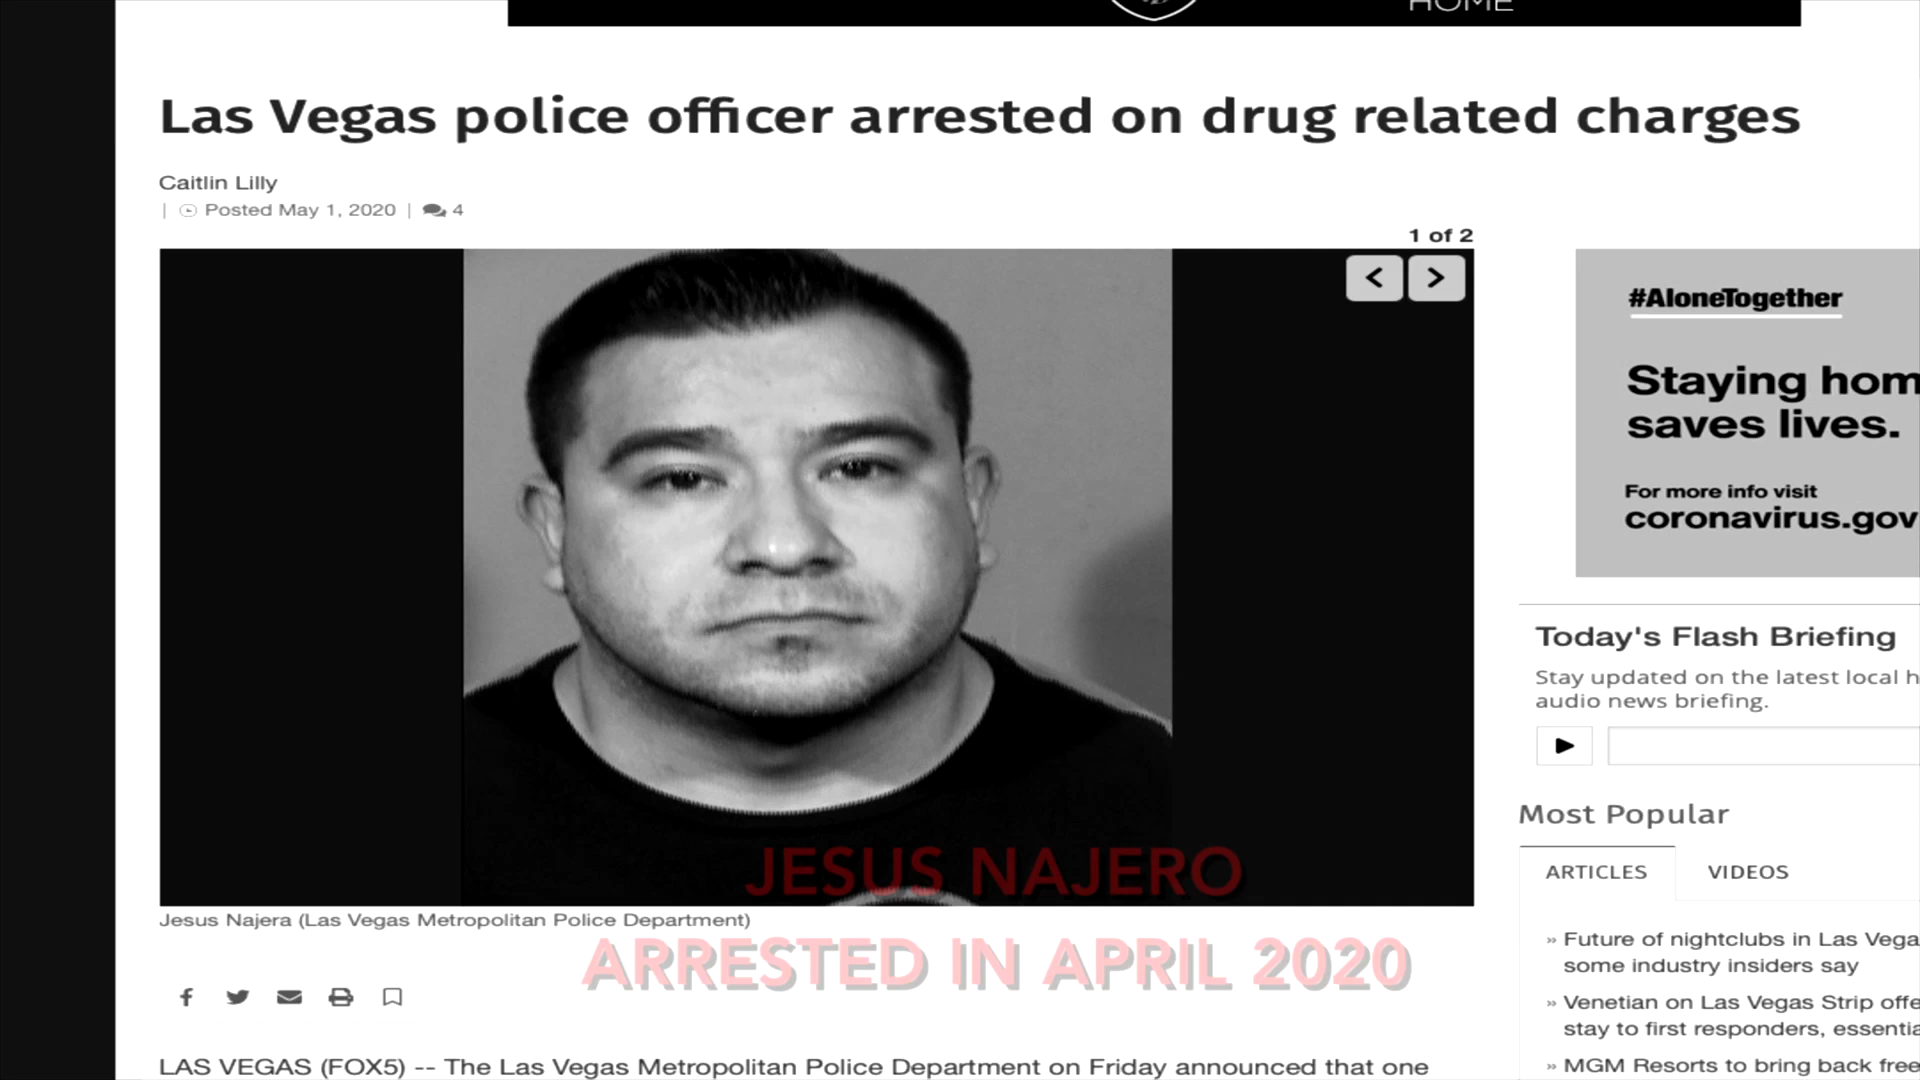 HOME
Las Vegas police officer arrested on drug related charges
Caitlin Lilly
| Posted May 1, 2020 | 4
1 of 2
< >
#AloneTogether
Staying hom
saves lives.
For more info visit
coronavirus.gov
JESUS NAJERO
Jesus Najera (Las Vegas Metropolitan Police Department)
ARRESTED IN APRIL 2020
LAS VEGAS (FOX5) -- The Las Vegas Metropolitan Police Department on Friday announced that one
Today's Flash Briefing
Stay updated on the latest local h
audio news briefing.
Most Popular
ARTICLES VIDEOS
» Future of nightclubs in Las Vega
some industry insiders say
» Venetian on Las Vegas Strip offe
stay to first responders, essentia
» MGM Resorts to bring back free